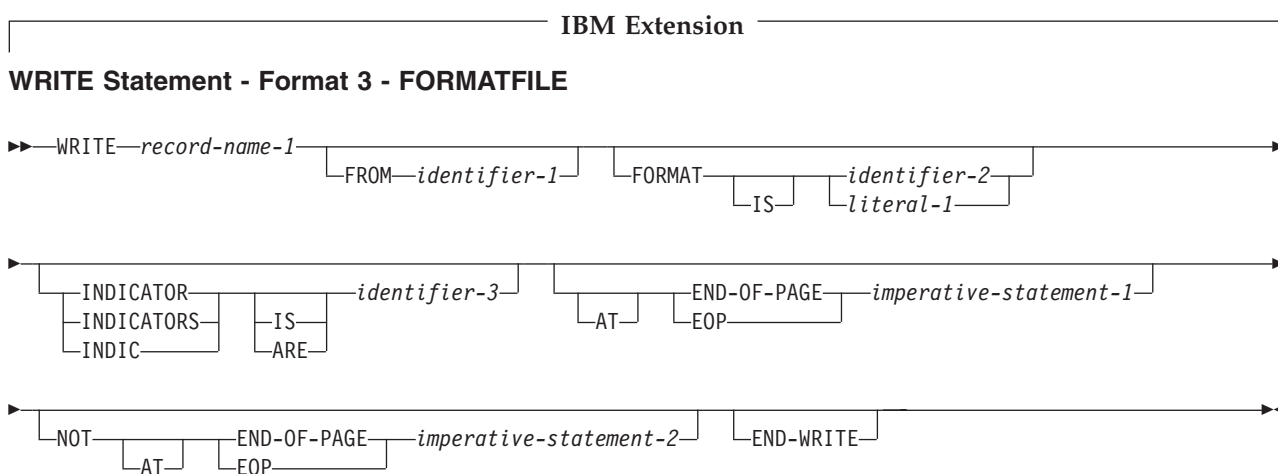 IBM Extension
WRITE Statement - Format 3 - FORMATFILE
WRITE record-name-1
FROM identifier-1 FORMAT identifier-2
IS literal-1
INDICATOR identifier-3 END-OF-PAGE imperative-statement-1
INDICATORS IS AT EOP
INDIC ARE
NOT END-OF-PAGE imperative-statement-2 END-WRITE
AT EOP